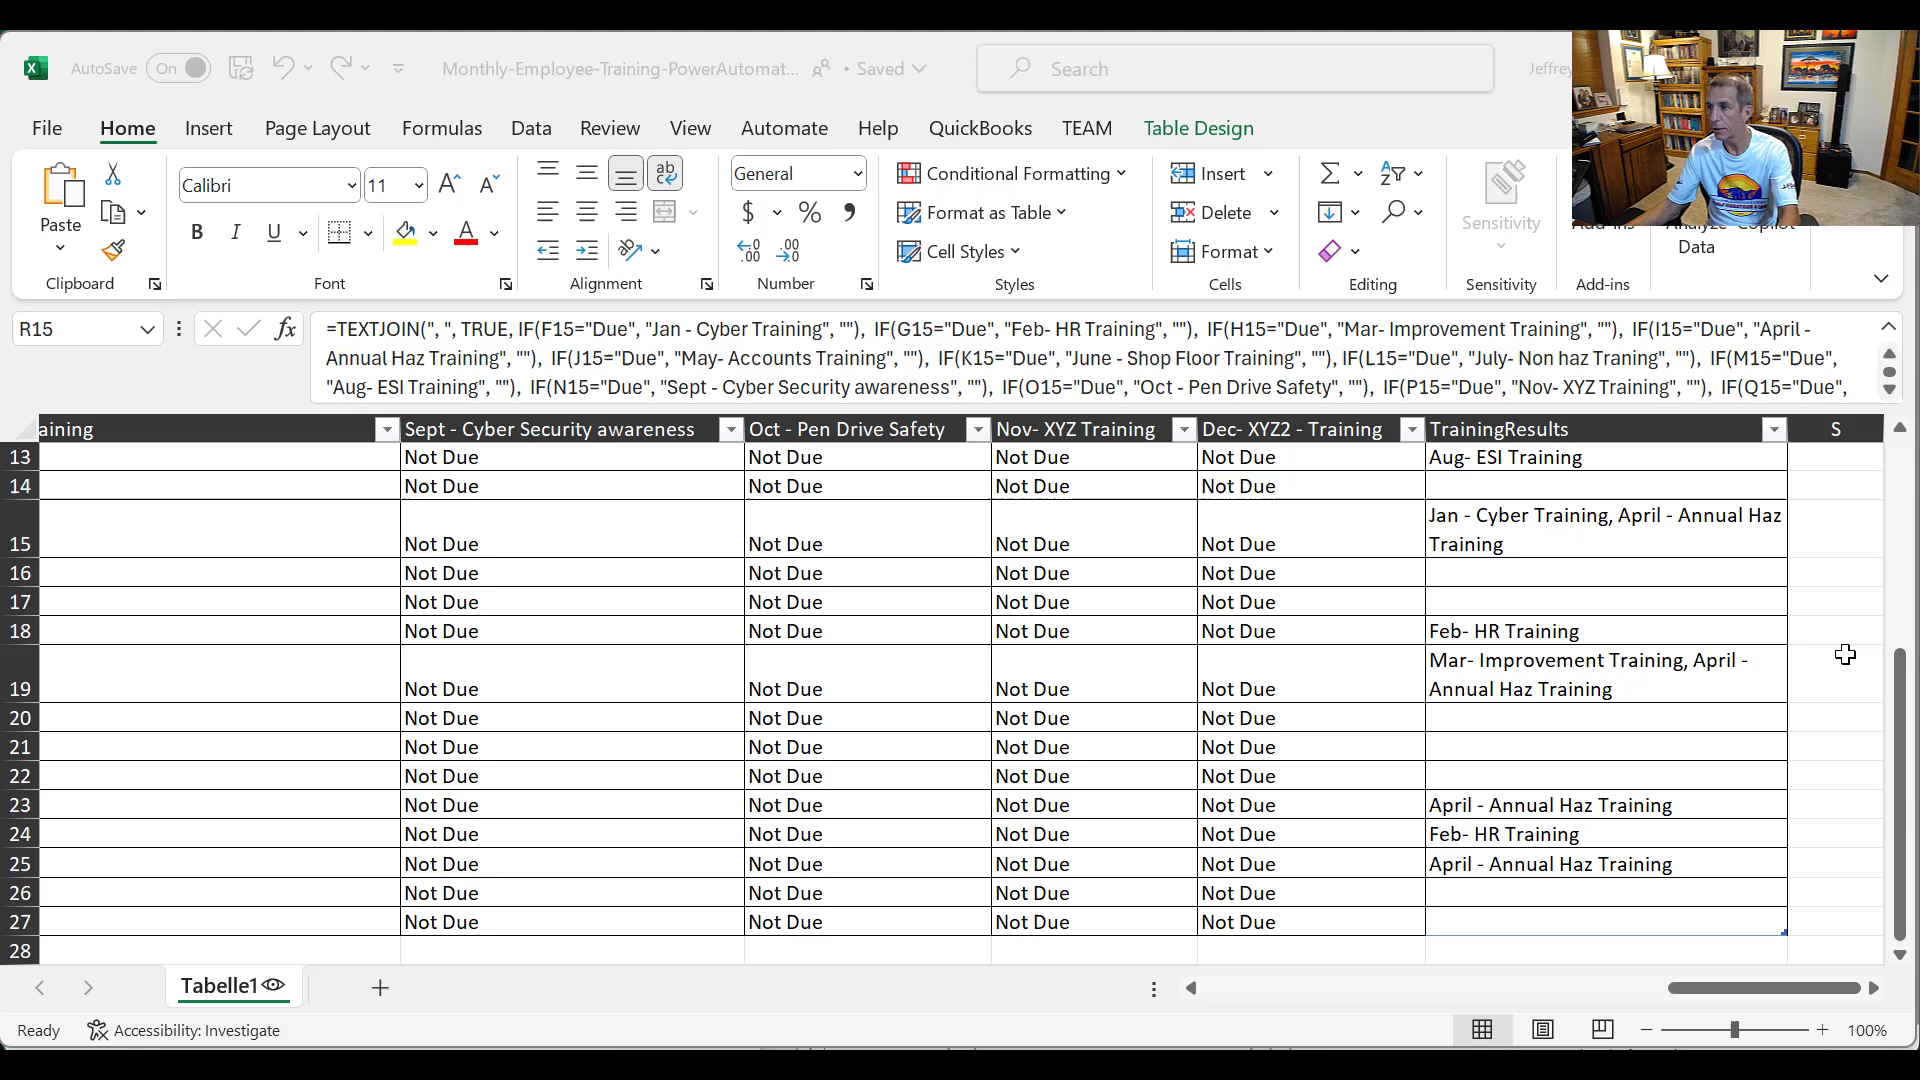 AutoSave On Monthly-Employee-Training-PowerAutomat... • Saved Search Jeffrey
File Home Insert Page Layout Formulas Data Review View Automate Help QuickBooks TEAM Table Design
Paste
Calibri 11
B I U A
ab
General
$ % 9
Conditional Formatting
Format as Table
Cell Styles
Insert
Delete
Format
Sensitivity
Data
Clipboard Font Alignment Number Styles Cells Editing Sensitivity Add-ins
R15 fx
=TEXTJOIN(", ", TRUE, IF(F15="Due", "Jan - Cyber Training", ""), IF(G15="Due", "Feb- HR Training", ""), IF(H15="Due", "Mar- Improvement Training", ""), IF(I15="Due", "April -
Annual Haz Training", ""), IF(J15="Due", "May- Accounts Training", ""), IF(K15="Due", "June - Shop Floor Training", ""),IF(L15="Due", "July- Non haz Traning", ""), IF(M15="Due",
"Aug- ESI Training", ""), IF(N15="Due", "Sept - Cyber Security awareness", ""), IF(O15="Due", "Oct - Pen Drive Safety", ""), IF(P15="Due", "Nov- XYZ Training", ""), IF(Q15="Due",
aining Sept - Cyber Security awareness Oct - Pen Drive Safety Nov- XYZ Training Dec- XYZ2 - Training TrainingResults S
13 Not Due Not Due Not Due Not Due Aug- ESI Training
14 Not Due Not Due Not Due Not Due
15 Not Due Not Due Not Due Not Due Jan - Cyber Training, April - Annual Haz
Training
16 Not Due Not Due Not Due Not Due
17 Not Due Not Due Not Due Not Due
18 Not Due Not Due Not Due Not Due Feb- HR Training
19 Not Due Not Due Not Due Not Due Mar- Improvement Training, April -
Annual Haz Training
20 Not Due Not Due Not Due Not Due
21 Not Due Not Due Not Due Not Due
22 Not Due Not Due Not Due Not Due
23 Not Due Not Due Not Due Not Due April - Annual Haz Training
24 Not Due Not Due Not Due Not Due Feb- HR Training
25 Not Due Not Due Not Due Not Due April - Annual Haz Training
26 Not Due Not Due Not Due Not Due
27 Not Due Not Due Not Due Not Due
28
Tabelle1
Ready Accessibility: Investigate 100%